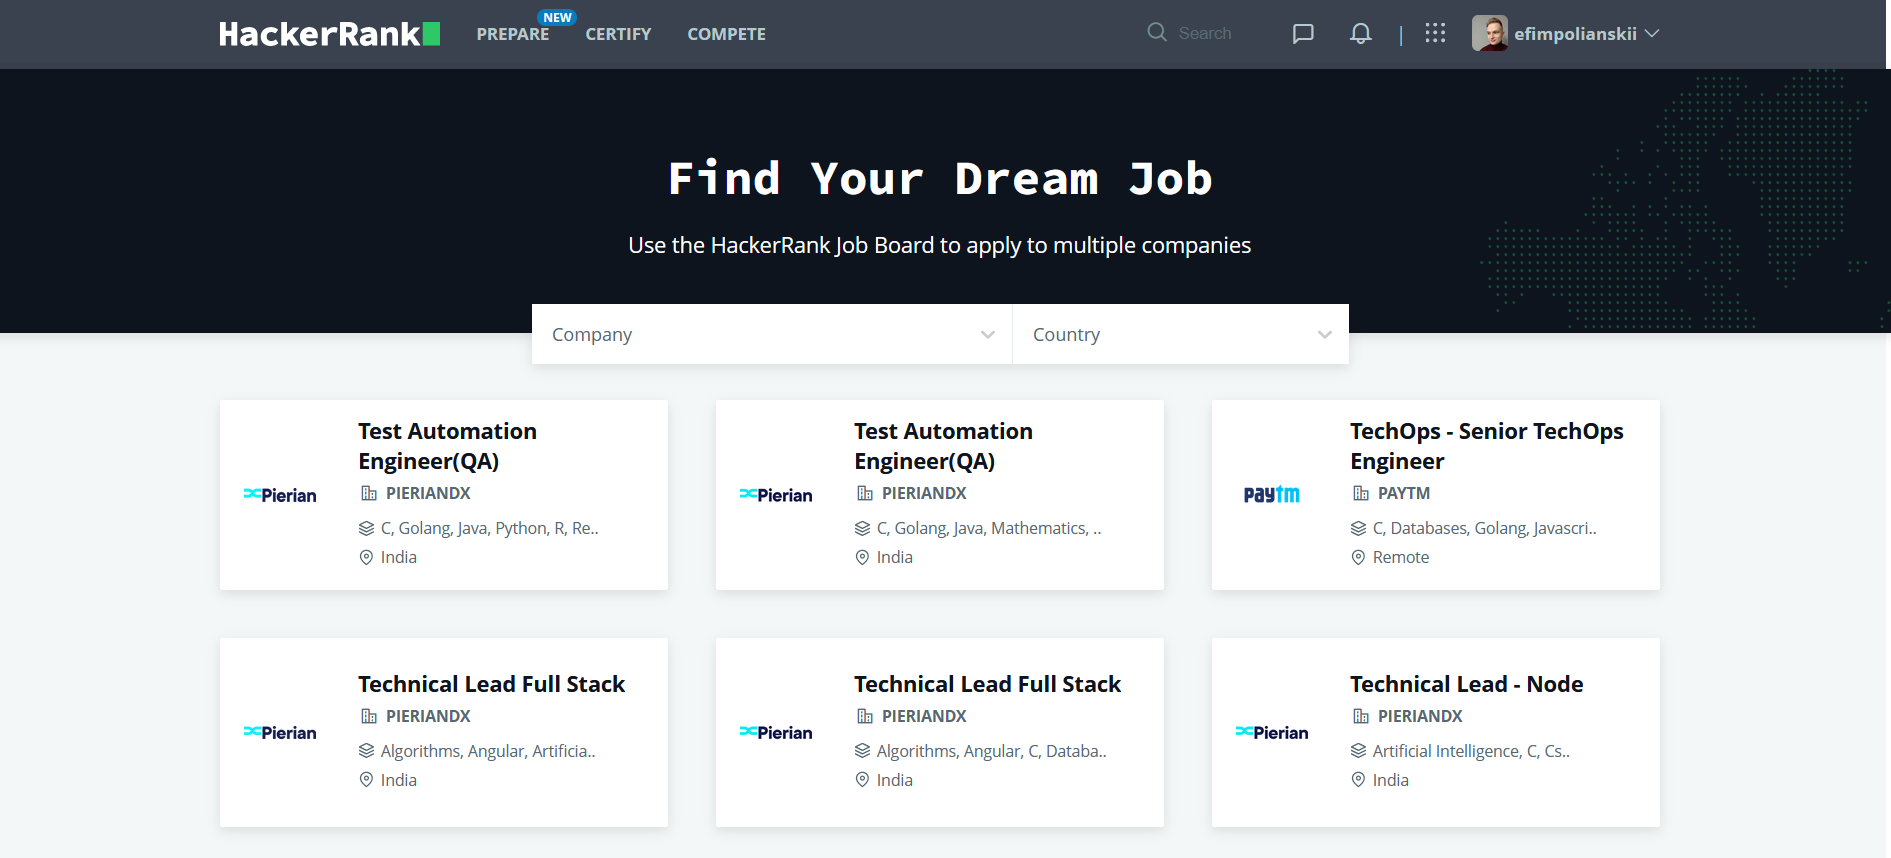 HackerRank
PREPARE
NEW
CERTIFY
COMPETE
Search
|
efimpolianskii
Find Your Dream Job
Use the HackerRank Job Board to apply to multiple companies
Company
Country
Pierian
Test Automation
Engineer(QA)
PIERIANDX
C, Golang, Java, Python, R, Re..
India
Pierian
Test Automation
Engineer(QA)
PIERIANDX
C, Golang, Java, Mathematics, ..
India
paytm
TechOps - Senior TechOps
Engineer
PAYTM
C, Databases, Golang, Javascri..
Remote
Pierian
Technical Lead Full Stack
PIERIANDX
Algorithms, Angular, Artificia..
India
Pierian
Technical Lead Full Stack
PIERIANDX
Algorithms, Angular, C, Databa..
India
Pierian
Technical Lead - Node
PIERIANDX
Artificial Intelligence, C, Cs..
India